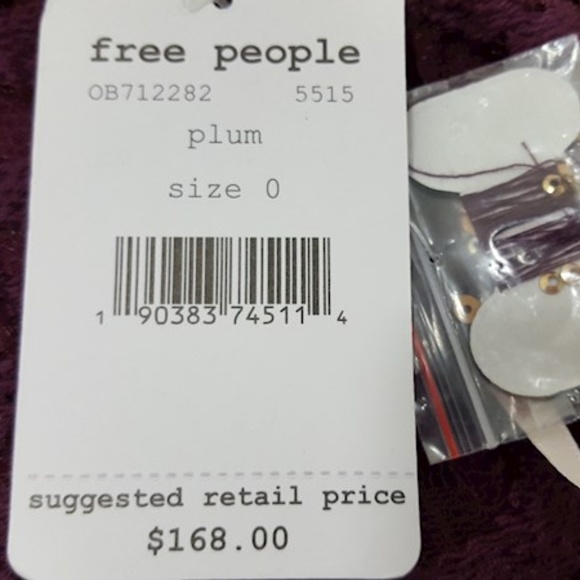 free people
OB712282 5515
plum
size 0
1 90383 74511 4
suggested retail price
$168.00